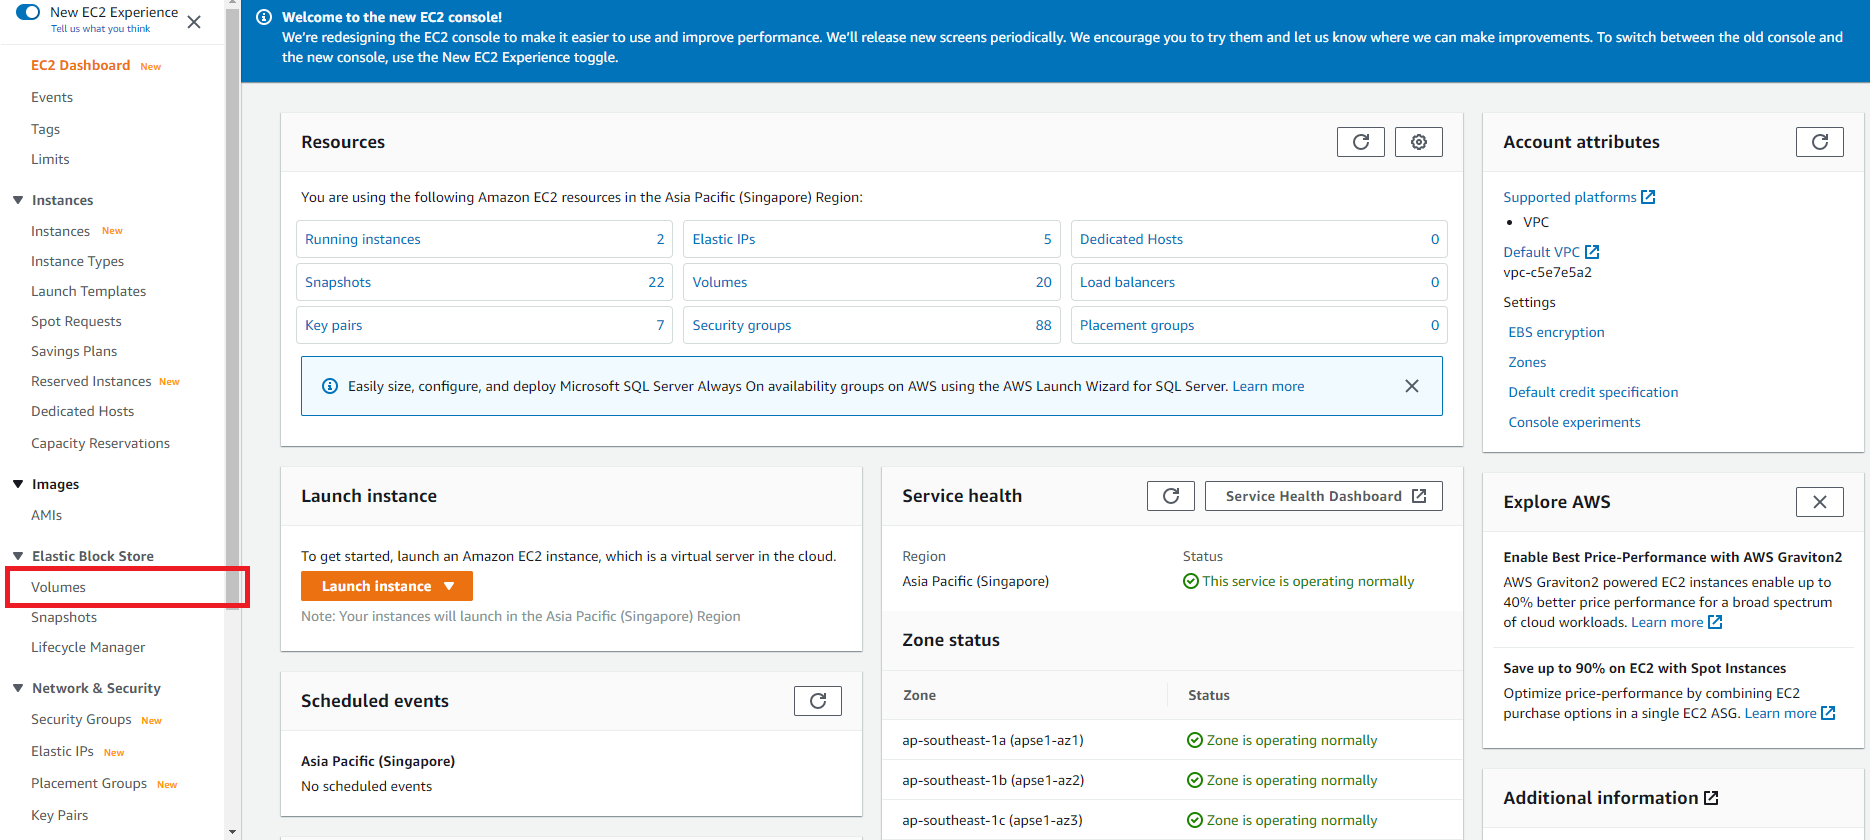 New EC2 Experience
Tell us what you think
EC2 Dashboard New
Events
Tags
Limits
Instances
Instances New
Instance Types
Launch Templates
Spot Requests
Savings Plans
Reserved Instances New
Dedicated Hosts
Capacity Reservations
Images
AMIs
Elastic Block Store
Volumes
Snapshots
Lifecycle Manager
Network & Security
Security Groups New
Elastic IPs New
Placement Groups New
Key Pairs
Welcome to the new EC2 console!
We're redesigning the EC2 console to make it easier to use and improve performance. We'll release new screens periodically. We encourage you to try them and let us know where we can make improvements. To switch between the old console and
the new console, use the New EC2 Experience toggle.
Resources
You are using the following Amazon EC2 resources in the Asia Pacific (Singapore) Region:
Running instances 2 Elastic IPs 5 Dedicated Hosts 0
Snapshots 22 Volumes 20 Load balancers 0
Key pairs 7 Security groups 88 Placement groups 0
Easily size, configure, and deploy Microsoft SQL Server Always On availability groups on AWS using the AWS Launch Wizard for SQL Server. Learn more
Launch instance
To get started, launch an Amazon EC2 instance, which is a virtual server in the cloud.
Launch instance
Note: Your instances will launch in the Asia Pacific (Singapore) Region
Scheduled events
Asia Pacific (Singapore)
No scheduled events
Service health
Service Health Dashboard
Region Status
Asia Pacific (Singapore) This service is operating normally
Zone status
Zone Status
ap-southeast-1a (apse1-az1) Zone is operating normally
ap-southeast-1b (apse1-az2) Zone is operating normally
ap-southeast-1c (apse1-az3) Zone is operating normally
Account attributes
Supported platforms
• VPC
Default VPC
vpc-c5e7e5a2
Settings
EBS encryption
Zones
Default credit specification
Console experiments
Explore AWS
Enable Best Price-Performance with AWS Graviton2
AWS Graviton2 powered EC2 instances enable up to
40% better price performance for a broad spectrum
of cloud workloads. Learn more
Save up to 90% on EC2 with Spot Instances
Optimize price-performance by combining EC2
purchase options in a single EC2 ASG. Learn more
Additional information